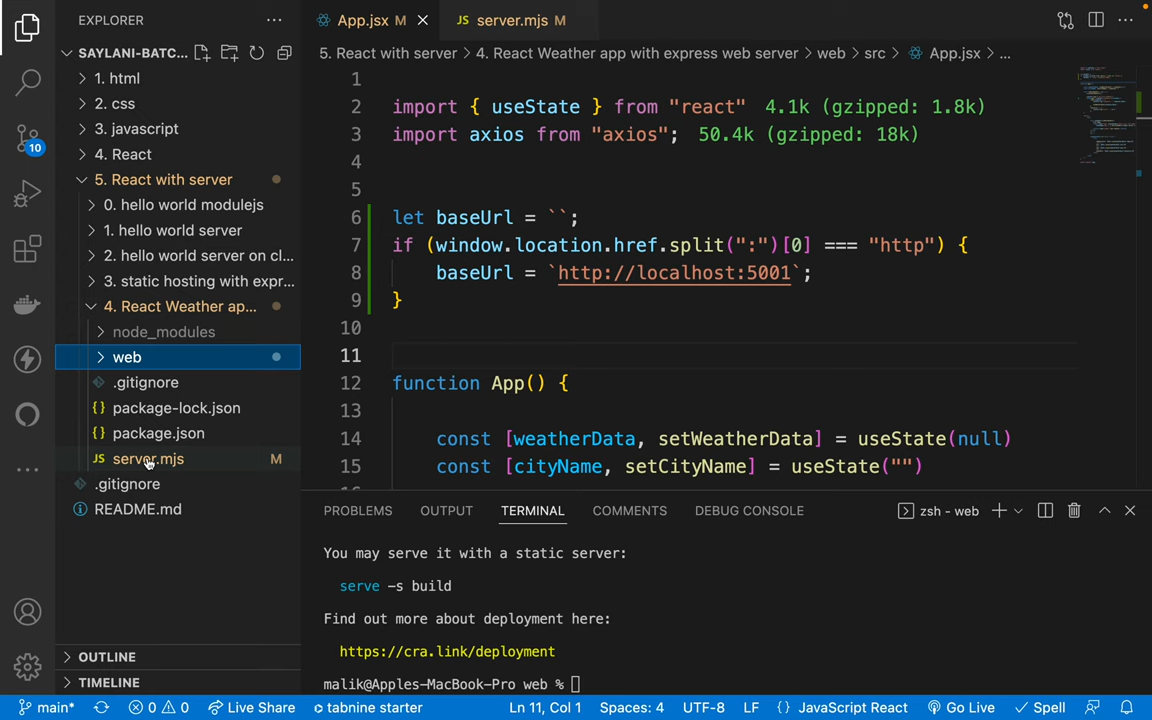 EXPLORER
SAYLANI-BATC...
1. html
2. css
3. javascript
4. React
5. React with server
0. hello world modulejs
1. hello world server
2. hello world server on cl...
3. static hosting with expr...
4. React Weather ap...
node_modules
web
.gitignore
package-lock.json
package.json
JS server.mjs M
.gitignore
README.md
OUTLINE
TIMELINE
App.jsx M
JS server.mjs M
5. React with server > 4. React Weather app with express web server > web > src > App.jsx > ...
1
2 import { useState } from "react" 4.1k (gzipped: 1.8k)
3 import axios from "axios"; 50.4k (gzipped: 18k)
4
5
6 let baseUrl = ``;
7 if (window.location.href.split(":")[0] === "http") {
8 baseUrl = `http://localhost:5001`;
9 }
10
11
12 function App() {
13
14 const [weatherData, setWeatherData] = useState(null)
15 const [cityName, setCityName] = useState("")
PROBLEMS OUTPUT TERMINAL COMMENTS DEBUG CONSOLE zsh - web
You may serve it with a static server:
serve -s build
Find out more about deployment here:
https://cra.link/deployment
malik@Apples-MacBook-Pro web %
10
main* 0 0 Live Share tabnine starter Ln 11, Col 1 Spaces: 4 UTF-8 LF {} JavaScript React Go Live Spell